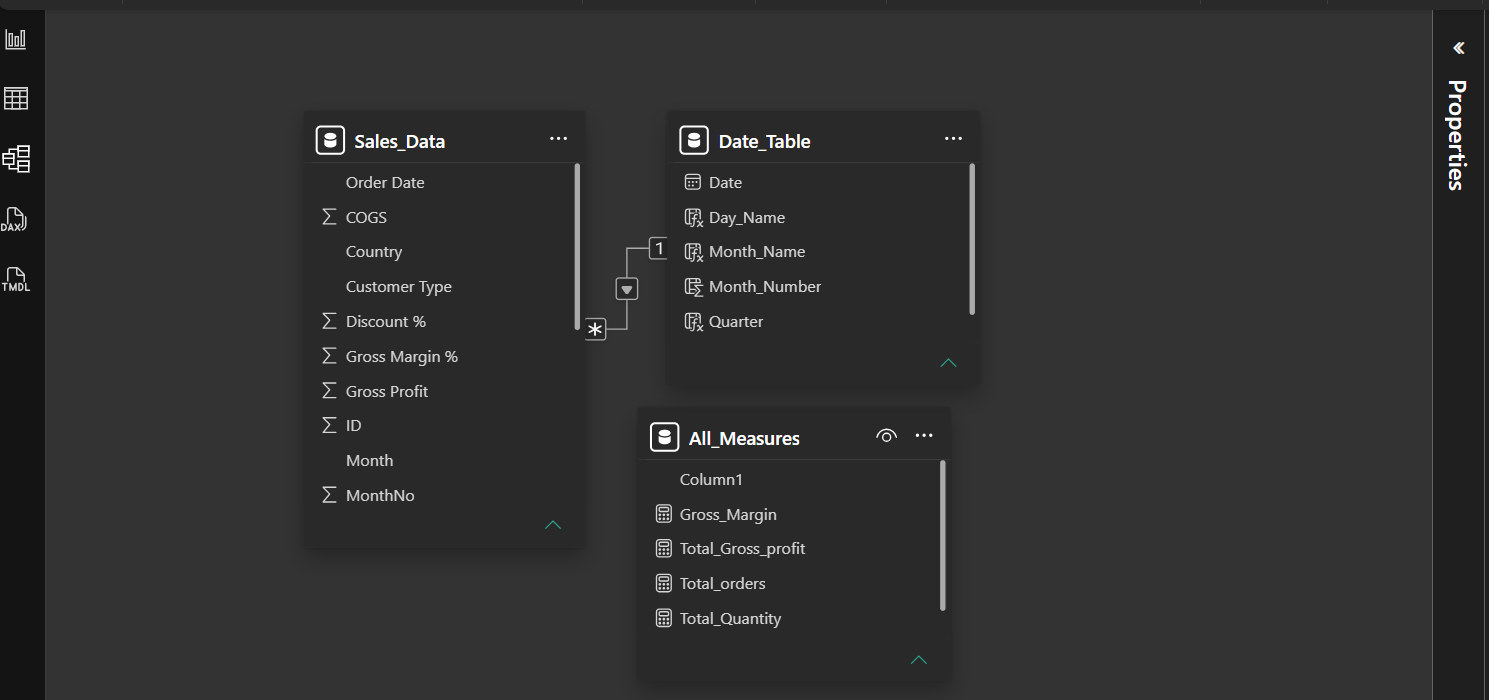 DAX
TMDL
Sales_Data
Order Date
COGS
Country
Customer Type
Discount %
Gross Margin %
Gross Profit
ID
Month
MonthNo
1
*
Date_Table
Date
Day_Name
Month_Name
Month_Number
Quarter
All_Measures
Column1
Gross_Margin
Total_Gross_profit
Total_orders
Total_Quantity
Properties